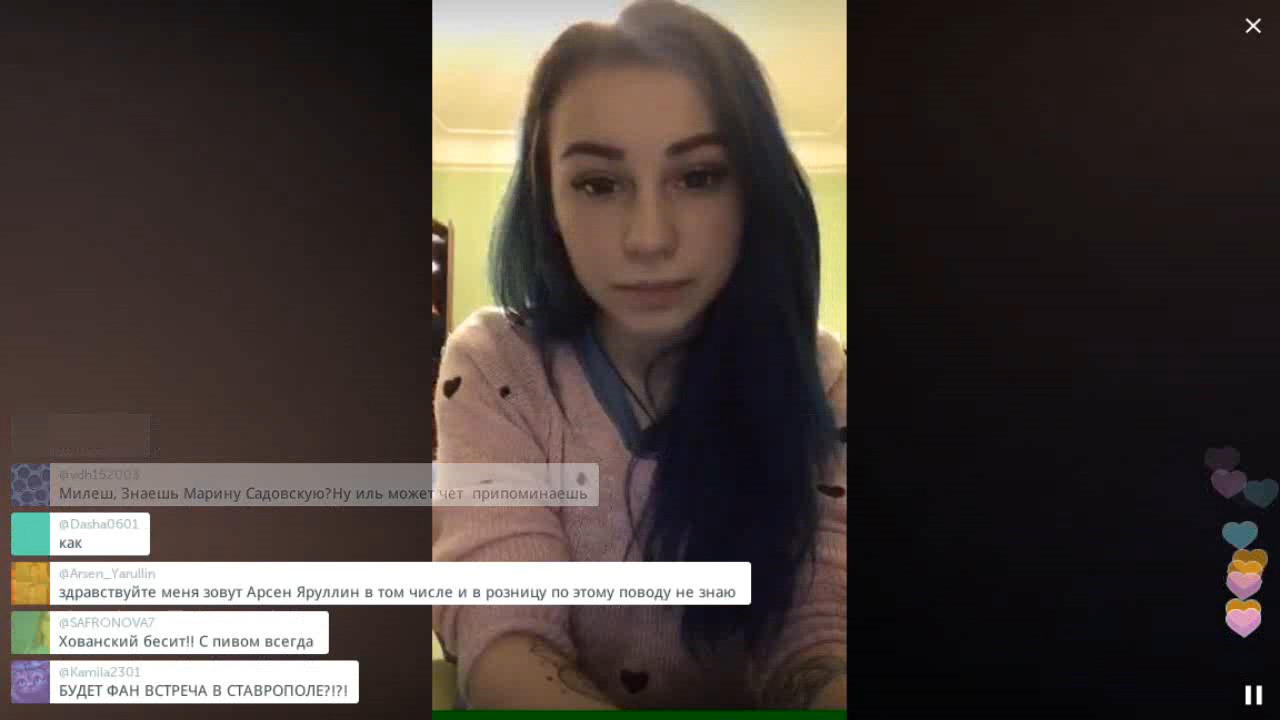 @vdh152003
Милеш, Знаешь Марину Садовскую?Ну иль может чет припоминаешь
@Dasha0601
как
@Arsen_Yarullin
здравствуйте меня зовут Арсен Яруллин в том числе и в розницу по этому поводу не знаю
@SAFRONOVA7
Хованский бесит!! С пивом всегда
@Kamila2301
БУДЕТ ФАН ВСТРЕЧА В СТАВРОПОЛЕ?!?!